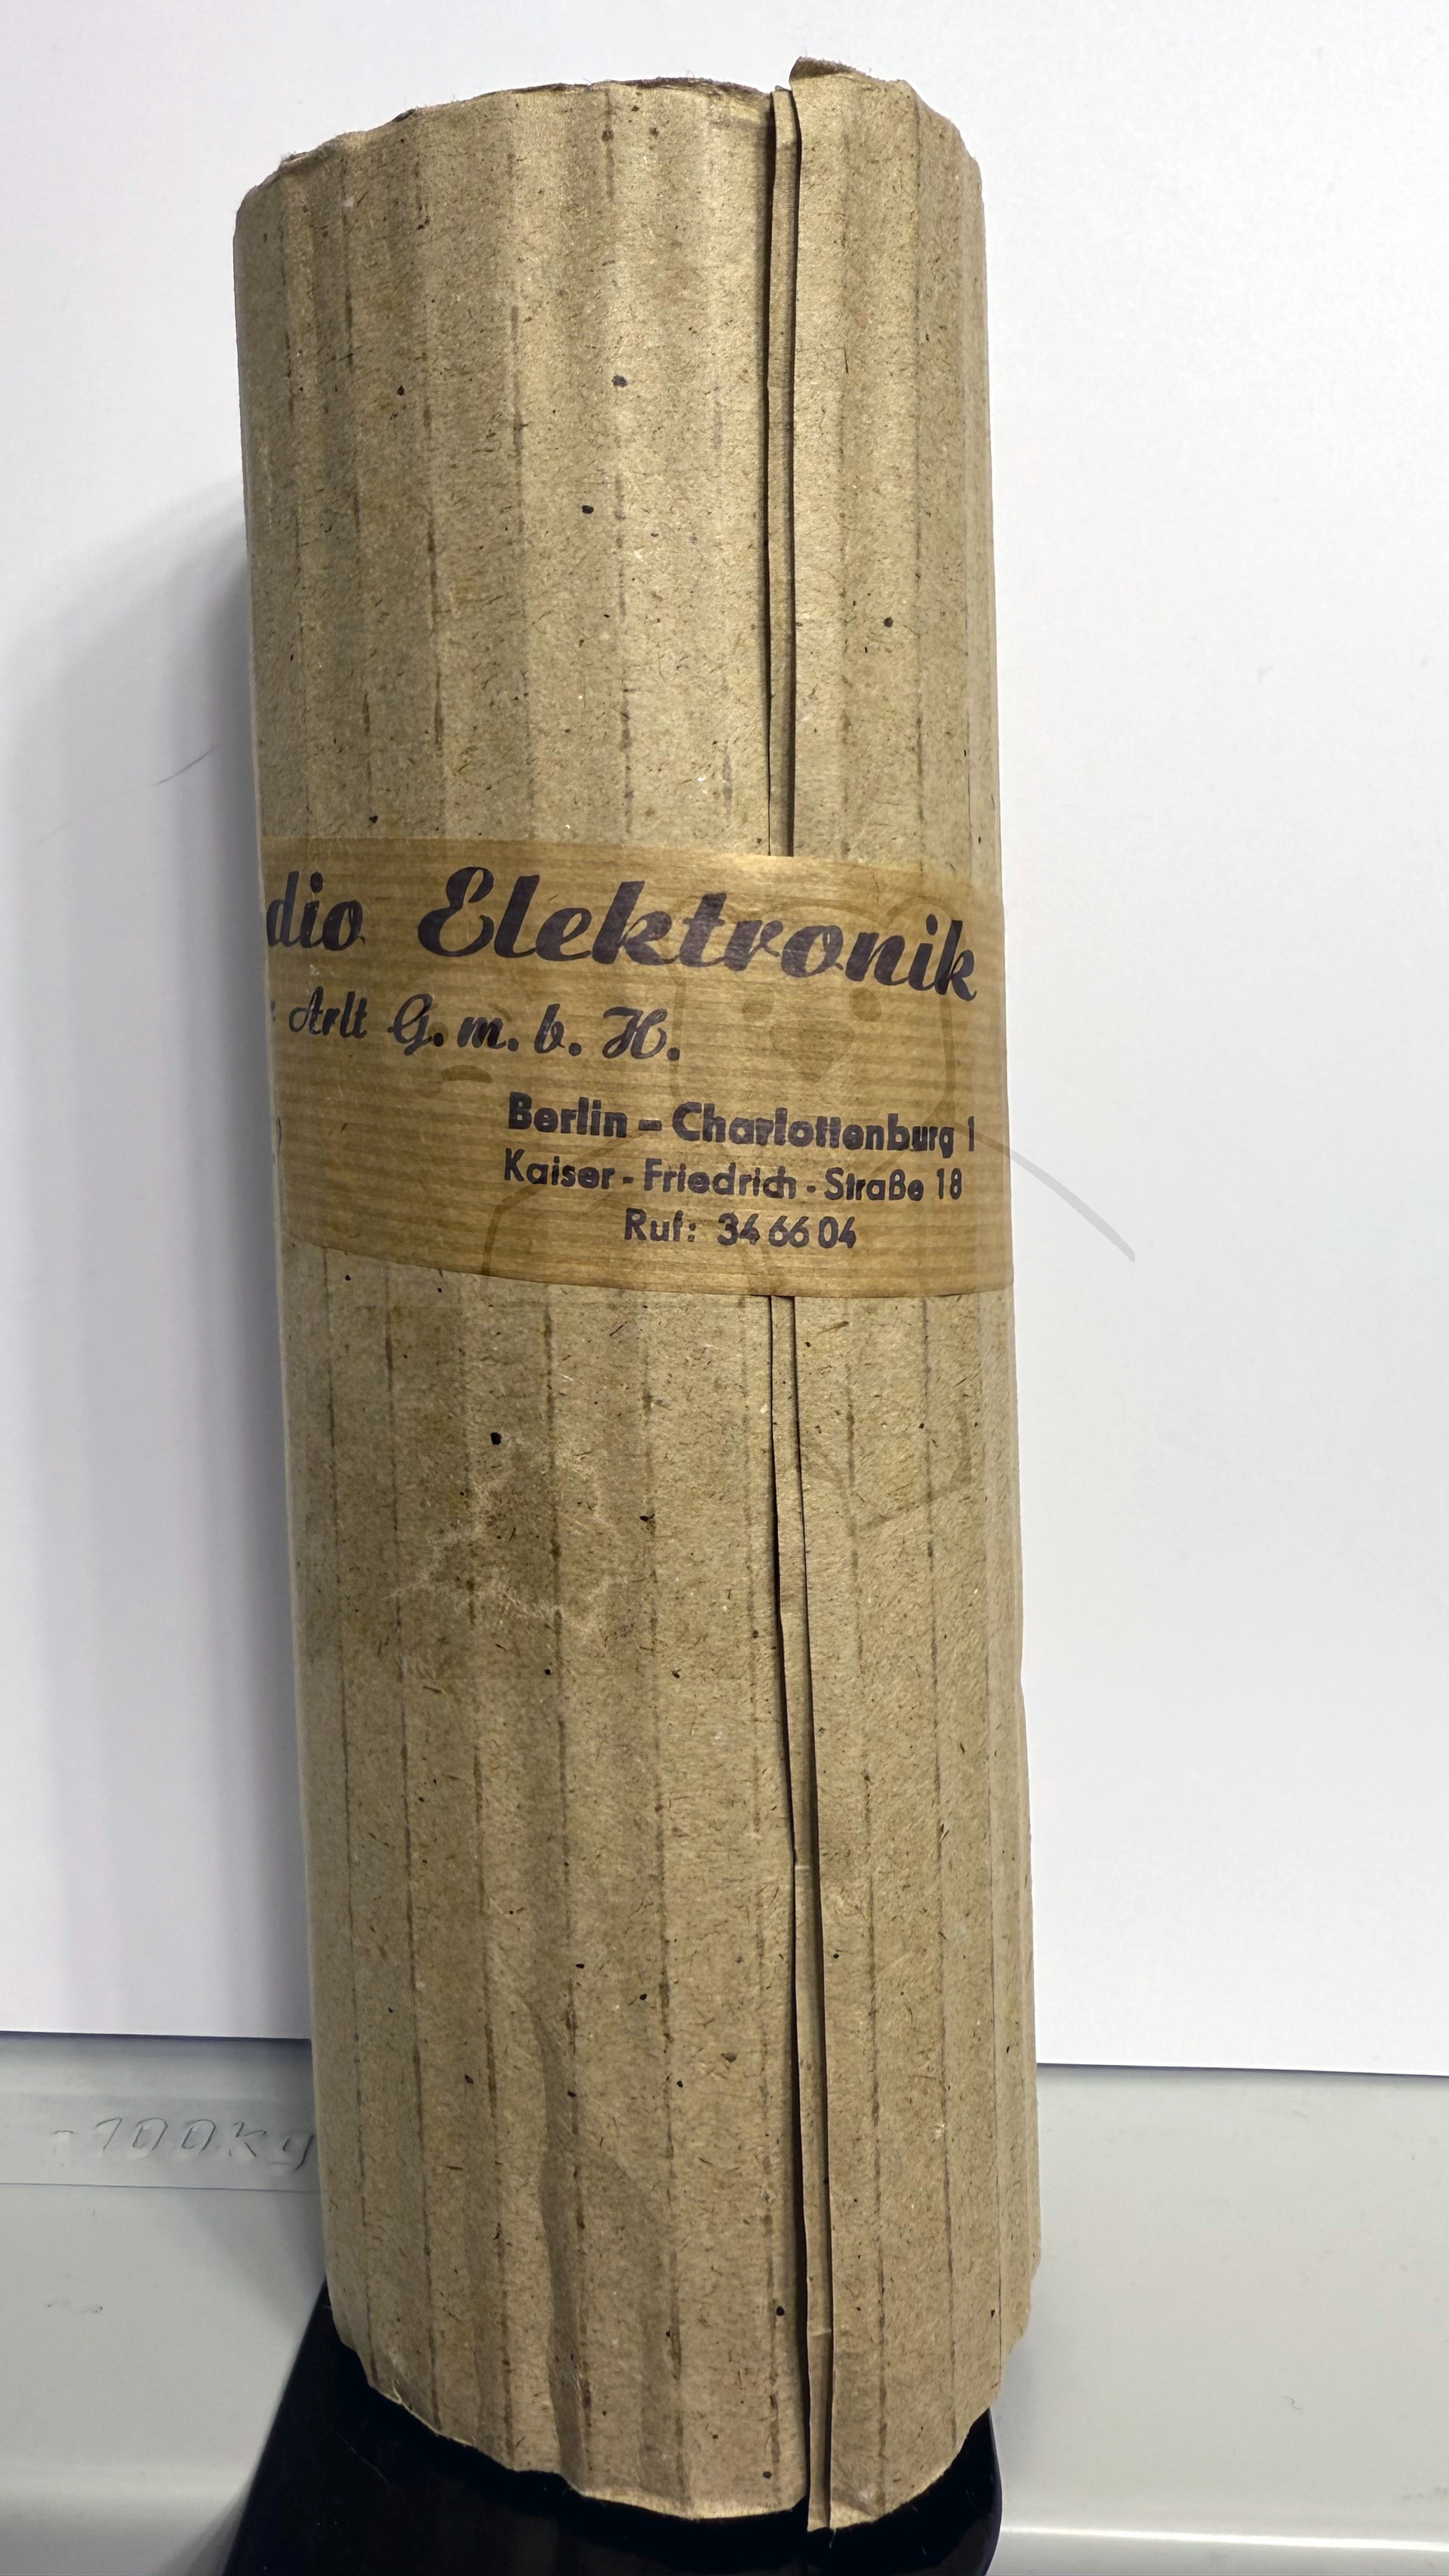 dio Elektronik
: Arlt G. m. b. H.
Berlin – Charlottenburg 1
Kaiser - Friedrich - Straße 18
Ruf: 34 66 04
- 100kg